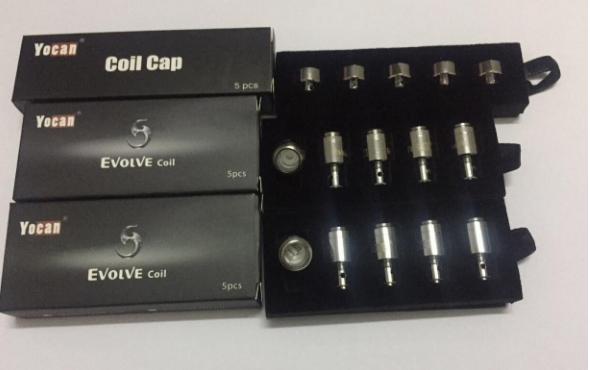 Yocan
Coil Cap
5 pcs
Yocan
EVOLVE Coil
5pcs
Yocan
EVOLVE Coil
5pcs